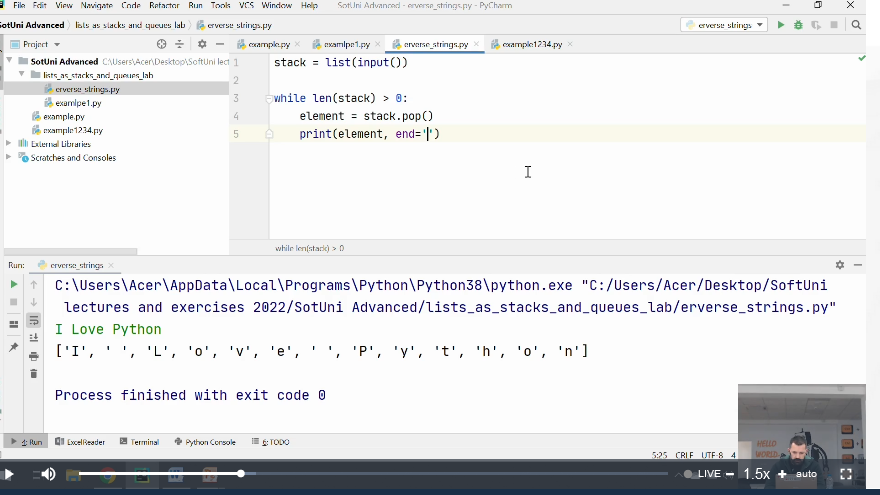 File Edit View Navigate Code Refactor Run Tools VCS Window Help SotUni Advanced - erverse_strings.py - PyCharm
SotUni Advanced lists_as_stacks_and_queues_lab erverse_strings.py
erverse_strings
Project
example.py examlpe1.py erverse_strings.py example1234.py
SotUni Advanced C:\Users\Acer\Desktop\SoftUni lect
lists_as_stacks_and_queues_lab
erverse_strings.py
examlpe1.py
example.py
example1234.py
External Libraries
Scratches and Consoles
1 stack = list(input())
2
3 while len(stack) > 0:
4 element = stack.pop()
5 print(element, end='')
while len(stack) > 0
Run: erverse_strings
C:\Users\Acer\AppData\Local\Programs\Python\Python38\python.exe "C:/Users/Acer/Desktop/SoftUni
lectures and exercises 2022/SotUni Advanced/lists_as_stacks_and_queues_lab/erverse_strings.py"
I Love Python
['I', ' ', 'L', 'o', 'v', 'e', ' ', 'P', 'y', 't', 'h', 'o', 'n']
Process finished with exit code 0
HELLO
WORLD
4: Run ExcelReader Terminal Python Console 6: TODO
5:25 CRLF UTF-8 4
LIVE − 1.5x + auto